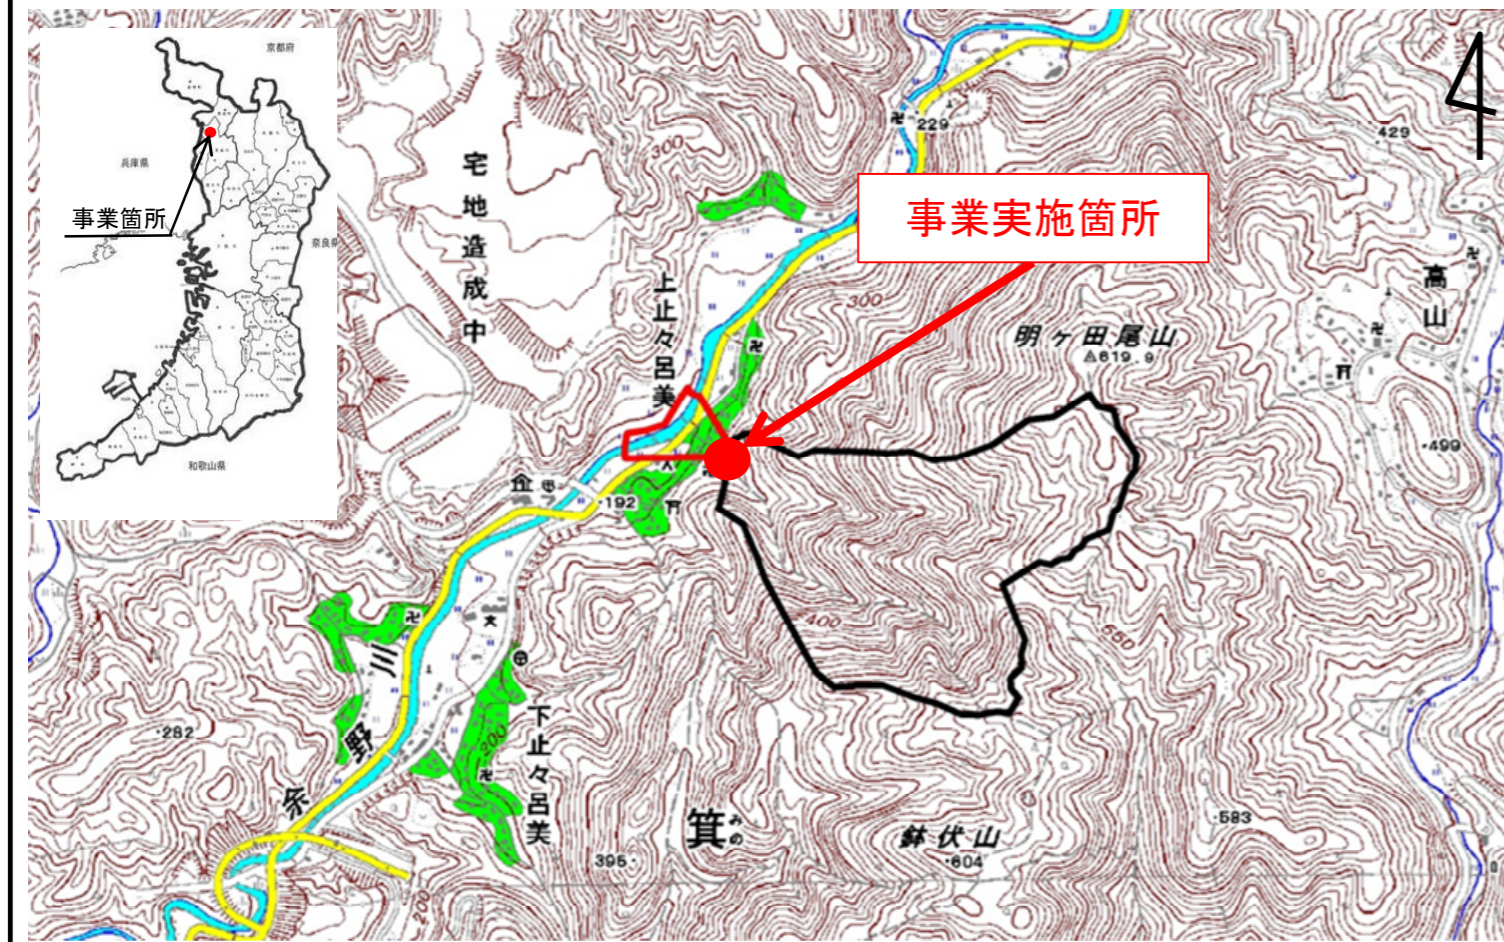 京都府
兵庫県
事業箇所
奈良県
和歌山県
宅地造成中
300
229
429
事業実施箇所
上止々呂美
300
高山
明ヶ田尾山
619.9
499
192
400
550
282
余野川
200
下止々呂美
箕
みの
鉢伏山
604
583
395
200